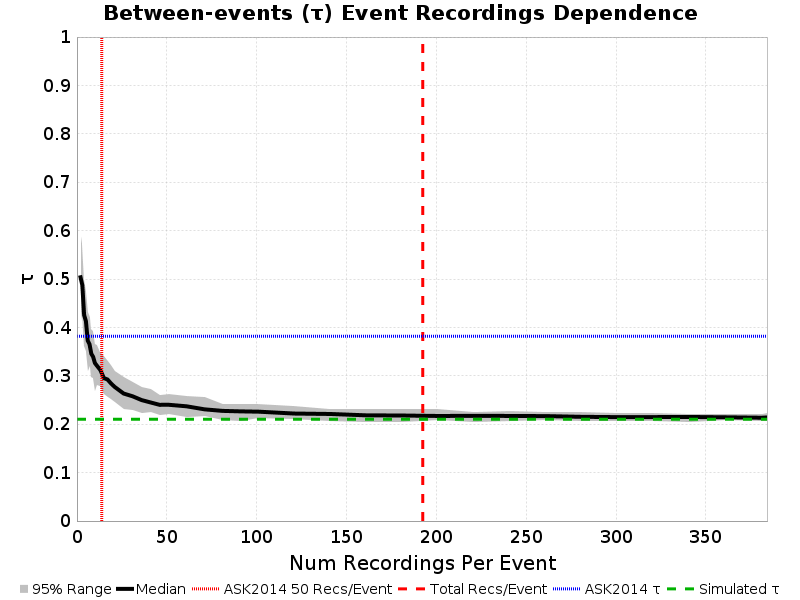 Between-events (τ) Event Recordings Dependence
1
0.9
0.8
0.7
0.6
0.5
0.4
0.3
0.2
0.1
0
τ
0 50 100 150 200 250 300 350
Num Recordings Per Event
95% Range Median ASK2014 50 Recs/Event Total Recs/Event ASK2014 τ Simulated τ